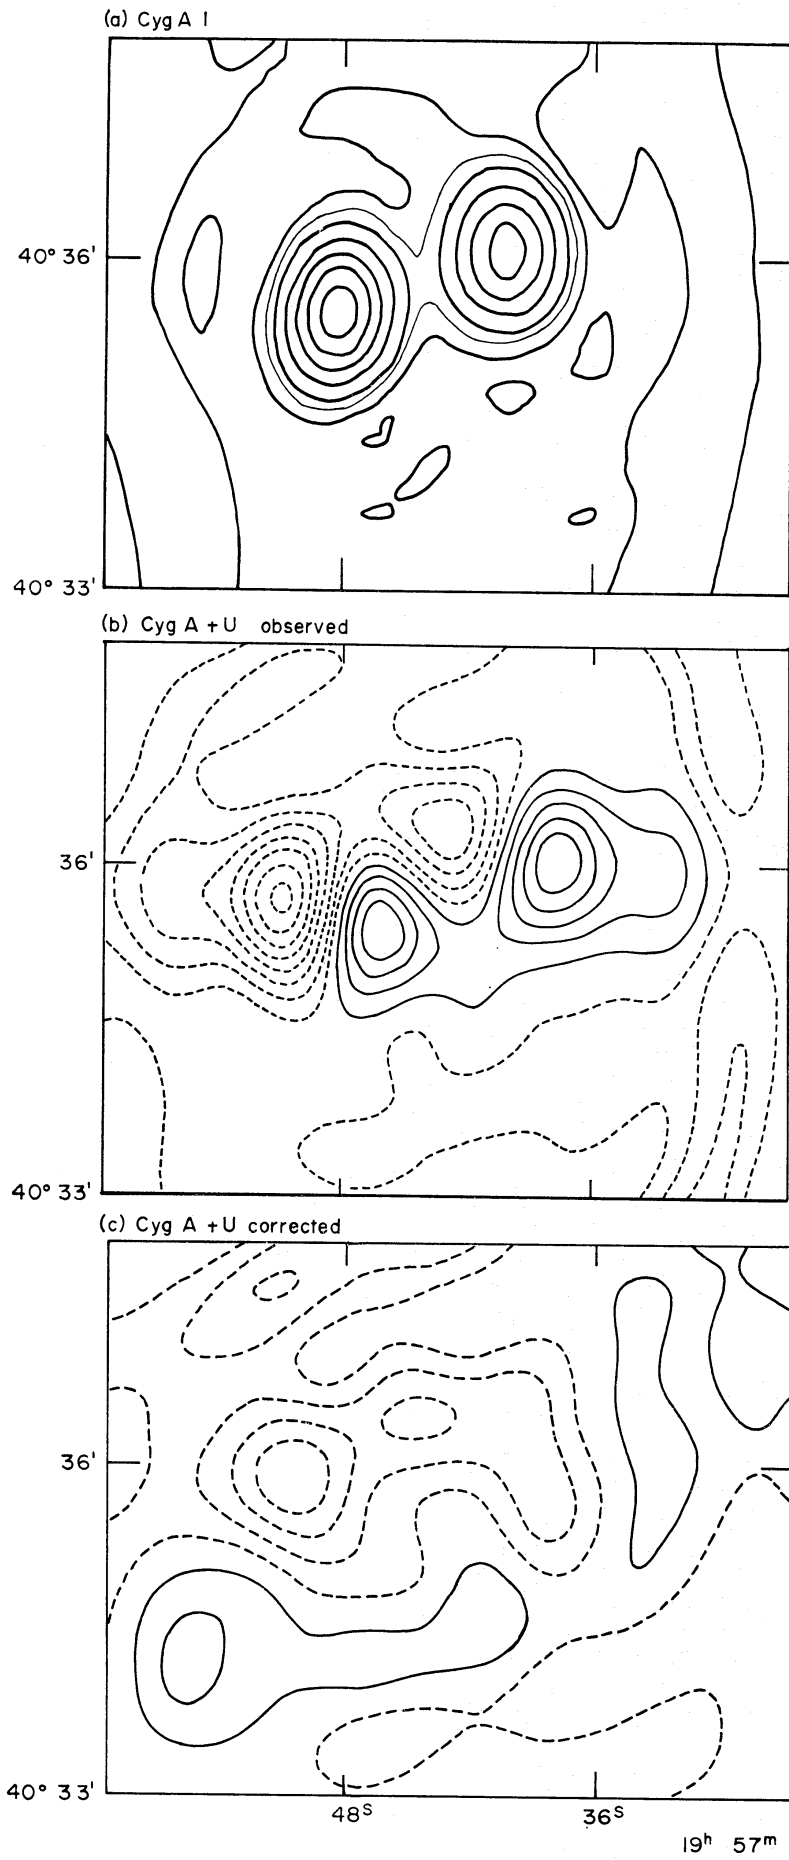 (a) Cyg A I
40° 36'
40° 33'
(b) Cyg A +U observed
36'
40° 33'
(c) Cyg A +U corrected
36'
40° 33'
48ˢ 36ˢ
19ʰ 57ᵐ